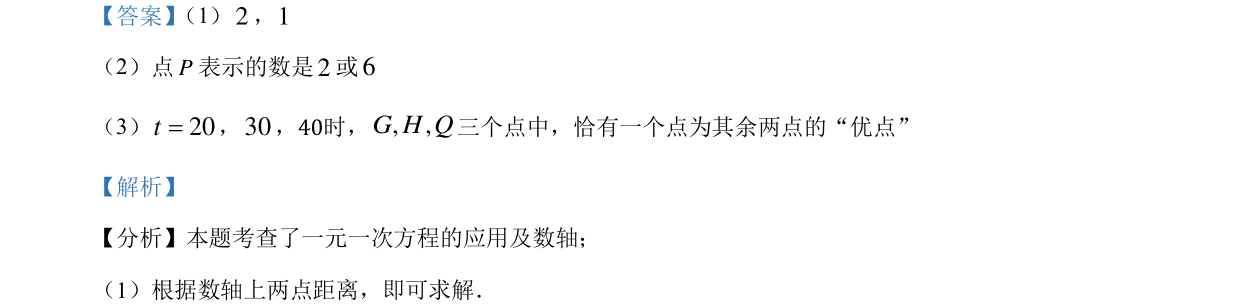 【答案】（1）2，1
（2）点P表示的数是2或6
（3）t=20，30，40时，G,H,Q三个点中，恰有一个点为其余两点的“优点”
【解析】
【分析】本题考查了一元一次方程的应用及数轴；
（1）根据数轴上两点距离，即可求解．